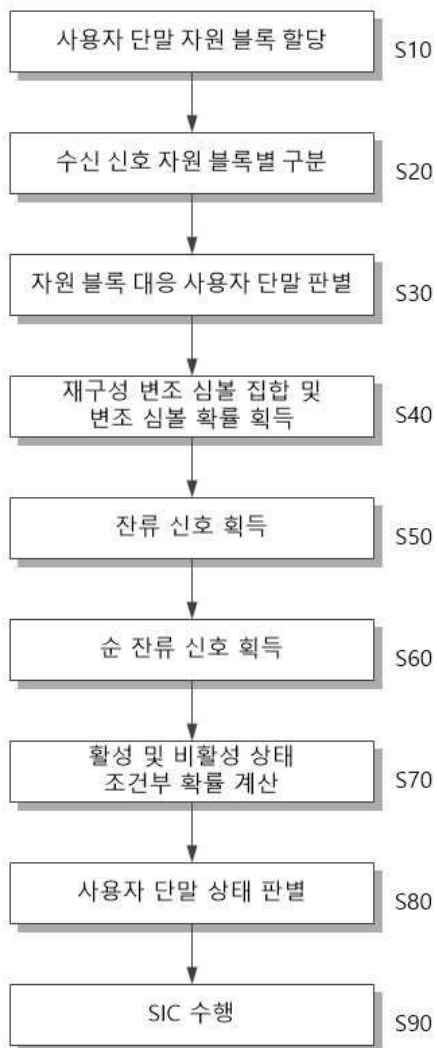 사용자 단말 자원 블록 할당
S10
수신 신호 자원 블록별 구분
S20
자원 블록 대응 사용자 단말 판별
S30
재구성 변조 심볼 집합 및
변조 심볼 확률 획득
S40
잔류 신호 획득
S50
순 잔류 신호 획득
S60
활성 및 비활성 상태
조건부 확률 계산
S70
사용자 단말 상태 판별
S80
SIC 수행
S90